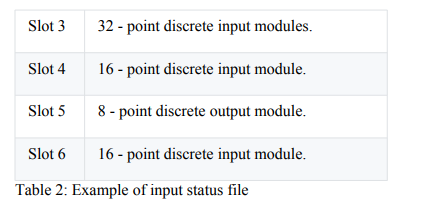 Slot 3 32 - point discrete input modules.
Slot 4 16 - point discrete input module.
Slot 5 8 - point discrete output module.
Slot 6 16 - point discrete input module.
Table 2: Example of input status file